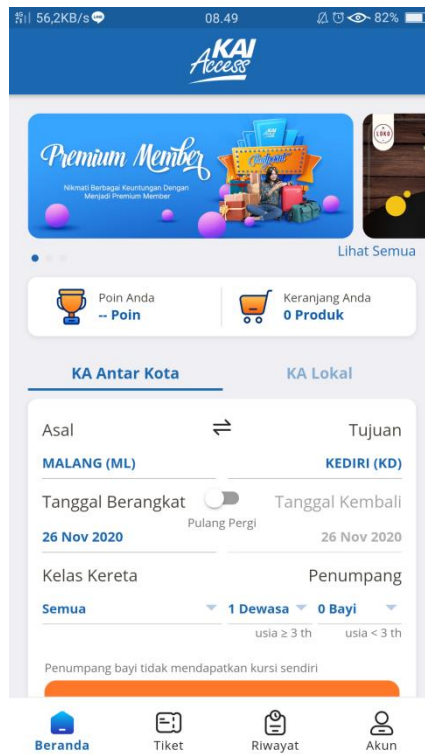 56,2KB/s
08.49
82%
KAI
Access
Premium Member
Nikmati Berbagai Keuntungan Dengan
Menjadi Premium Member
LOKO
Lihat Semua
Poin Anda
-- Poin
Keranjang Anda
0 Produk
KA Antar Kota
KA Lokal
Asal
Tujuan
MALANG (ML)
KEDIRI (KD)
Tanggal Berangkat
Tanggal Kembali
Pulang Pergi
26 Nov 2020
26 Nov 2020
Kelas Kereta
Penumpang
Semua
1 Dewasa
0 Bayi
usia ≥ 3 th
usia < 3 th
Penumpang bayi tidak mendapatkan kursi sendiri
Beranda
Tiket
Riwayat
Akun